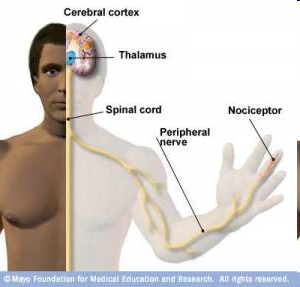 Cerebral cortex
Thalamus
Spinal cord
Nociceptor
Peripheral
nerve
©Mayo Foundation for Medical Education and Research. All rights reserved.